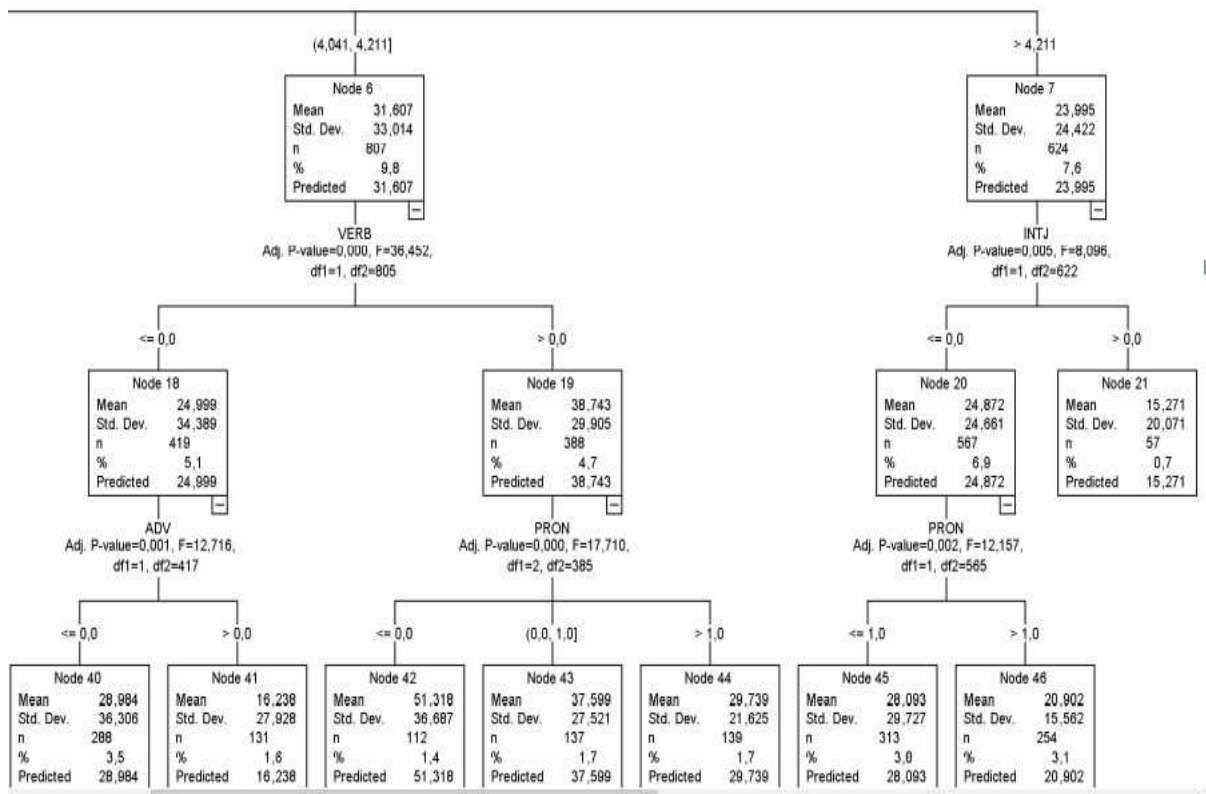 (4,041, 4,211]
> 4,211
Node 6
Mean 31,607
Std. Dev. 33,014
n 807
% 9,8
Predicted 31,607
Node 7
Mean 23,995
Std. Dev. 24,422
n 624
% 7,6
Predicted 23,995
VERB
Adj. P-value=0,000, F=36,452,
df1=1, df2=805
INTJ
Adj. P-value=0,005, F=8,096,
df1=1, df2=622
<= 0,0
> 0,0
<= 0,0
> 0,0
Node 18
Mean 24,999
Std. Dev. 34,389
n 419
% 5,1
Predicted 24,999
Node 19
Mean 38,743
Std. Dev. 29,905
n 388
% 4,7
Predicted 38,743
Node 20
Mean 24,872
Std. Dev. 24,661
n 567
% 6,9
Predicted 24,872
Node 21
Mean 15,271
Std. Dev. 20,071
n 57
% 0,7
Predicted 15,271
ADV
Adj. P-value=0,001, F=12,716,
df1=1, df2=417
PRON
Adj. P-value=0,000, F=17,710,
df1=2, df2=385
PRON
Adj. P-value=0,002, F=12,157,
df1=1, df2=565
<= 0,0
> 0,0
<= 0,0
(0,0, 1,0]
> 1,0
<= 1,0
> 1,0
Node 40
Mean 28,984
Std. Dev. 36,306
n 288
% 3,5
Predicted 28,984
Node 41
Mean 16,238
Std. Dev. 27,928
n 131
% 1,6
Predicted 16,238
Node 42
Mean 51,318
Std. Dev. 36,687
n 112
% 1,4
Predicted 51,318
Node 43
Mean 37,599
Std. Dev. 27,521
n 137
% 1,7
Predicted 37,599
Node 44
Mean 29,739
Std. Dev. 21,625
n 139
% 1,7
Predicted 29,739
Node 45
Mean 28,093
Std. Dev. 29,727
n 313
%
Predicted 28,093
Node 46
Mean 20,902
Std. Dev. 15,562
n 254
% 3,1
Predicted 20,902